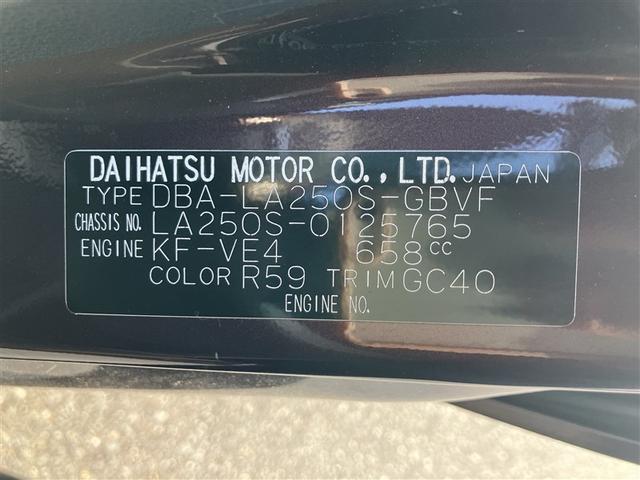 DAIHATSU MOTOR CO., LTD. JAPAN
TYPE DBA-LA250S-GBVF
CHASSIS NO. LA250S-0125765
ENGINE KF-VE4 658cc
COLOR R59 TRIM GC40
ENGINE NO.